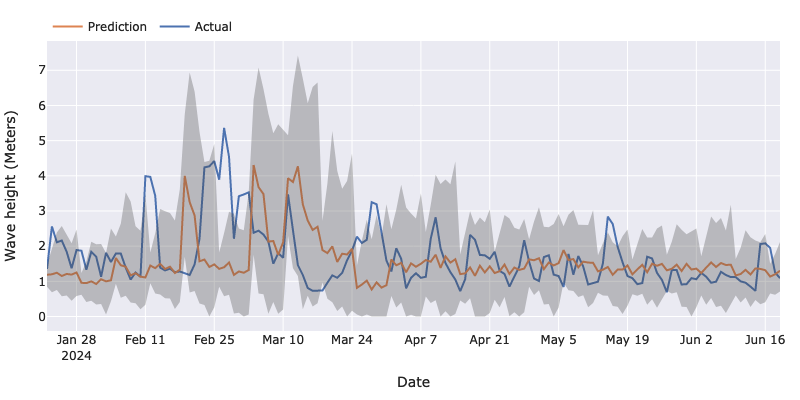 Prediction
Actual
Wave height (Meters)
7
6
5
4
3
2
1
0
Jan 28
2024
Feb 11
Feb 25
Mar 10
Mar 24
Apr 7
Apr 21
May 5
May 19
Jun 2
Jun 16
Date